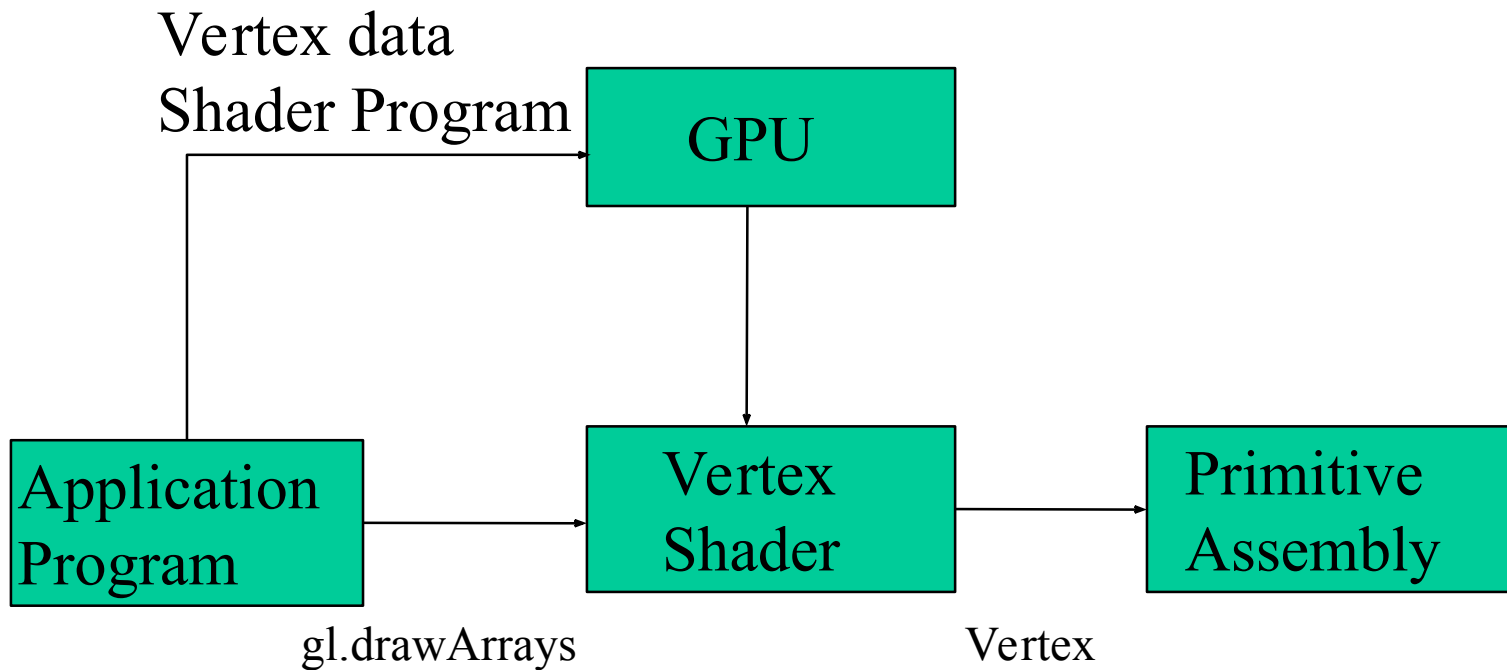 Vertex data
Shader Program
GPU
Application
Program
Vertex
Shader
Primitive
Assembly
gl.drawArrays
Vertex